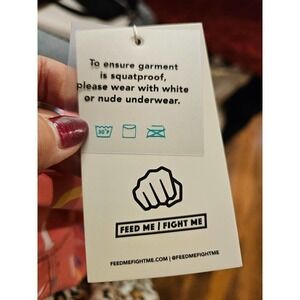 To ensure garment
is squatproof,
please wear with white
or nude underwear.
30°F
FEED ME | FIGHT ME
FEEDMEFIGHTME.COM | @FEEDMEFIGHTME